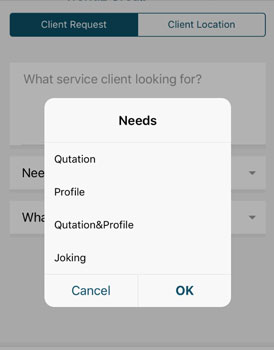 Client Request
Client Location
What service client looking for?
Needs
Qutation
Nee
Profile
Wha
Qutation&Profile
Joking
Cancel
OK